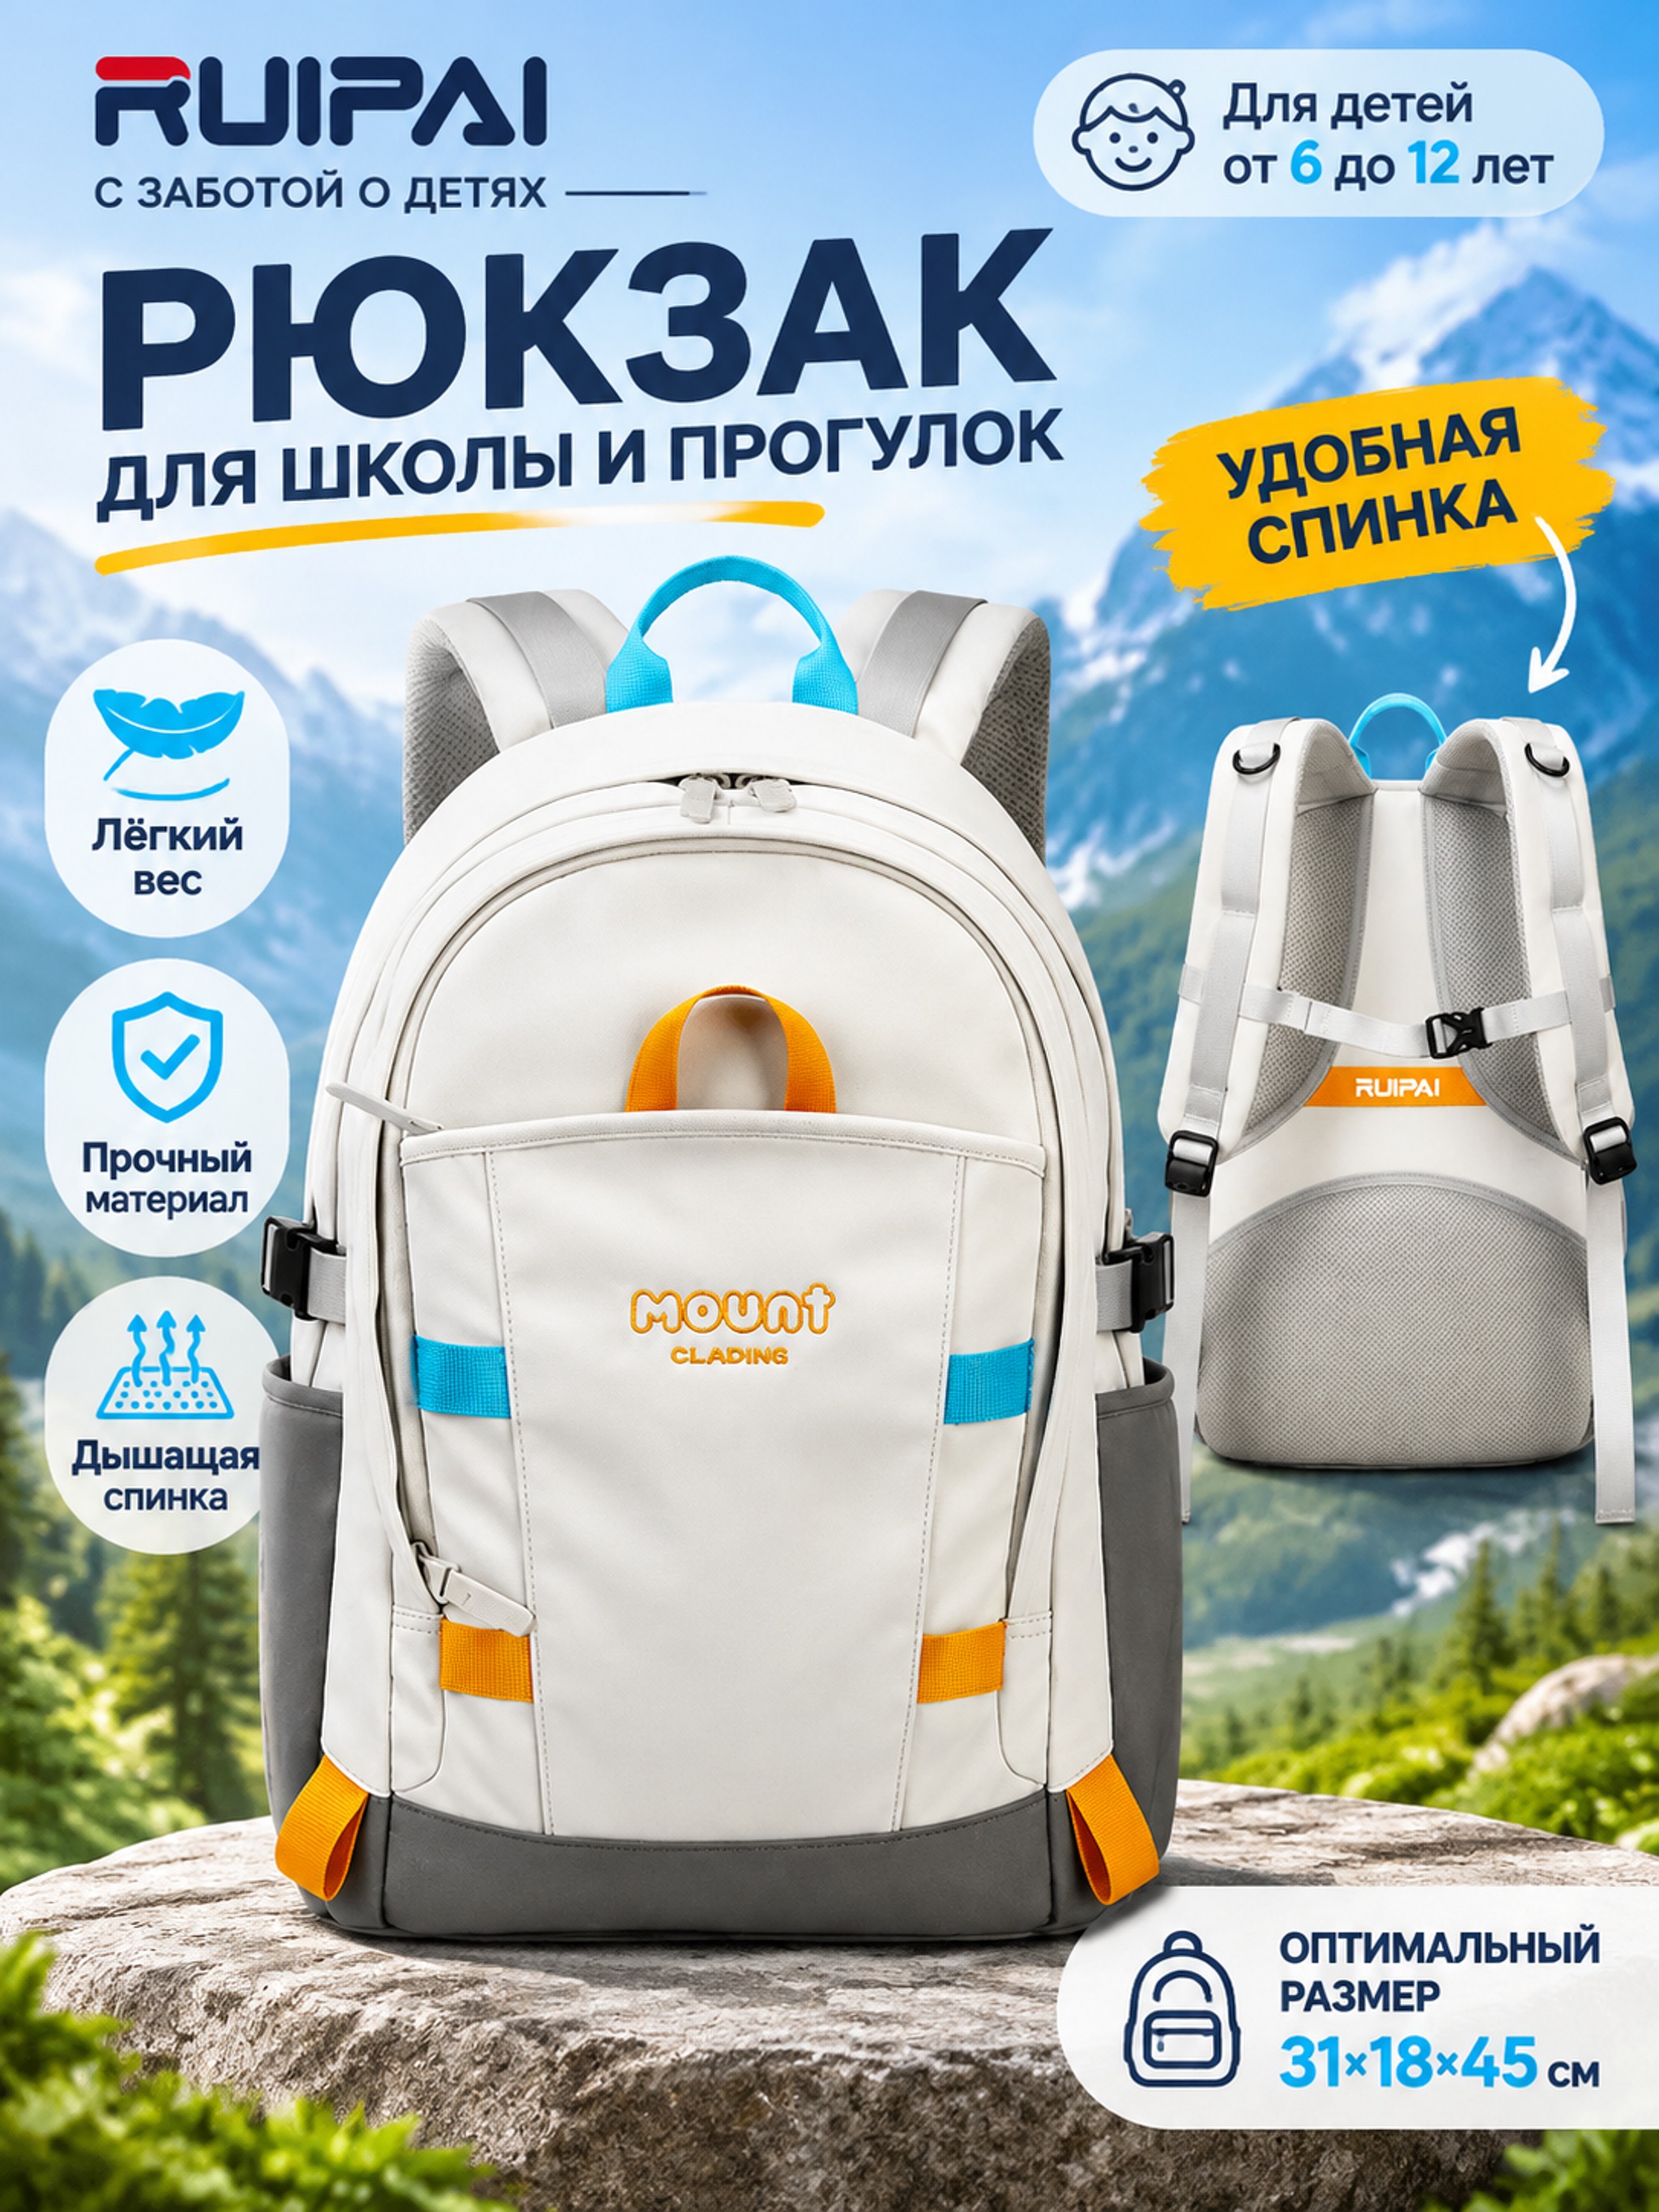 RUIPAI
С ЗАБОТОЙ О ДЕТЯХ
Для детей
от 6 до 12 лет
РЮКЗАК
ДЛЯ ШКОЛЫ И ПРОГУЛОК
УДОБНАЯ
СПИНКА
Лёгкий
вес
Прочный
материал
Дышащая
спинка
RUIPAI
MOUNT
CLADING
ОПТИМАЛЬНЫЙ
РАЗМЕР
31×18×45 см